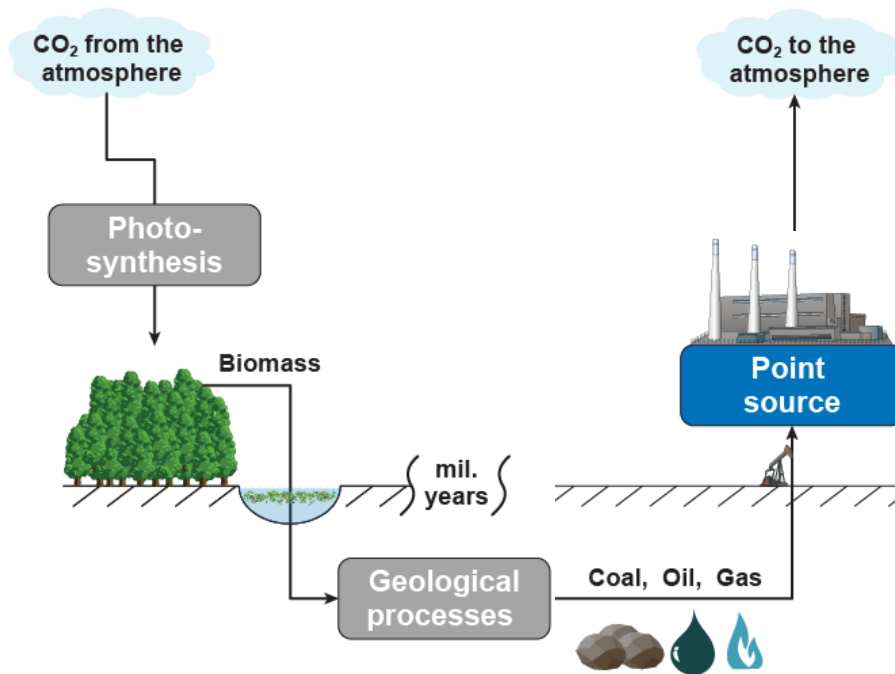 CO₂ from the
atmosphere
CO₂ to the
atmosphere
Photo-
synthesis
Biomass
Point
source
mil.
years
Geological
processes
Coal, Oil, Gas